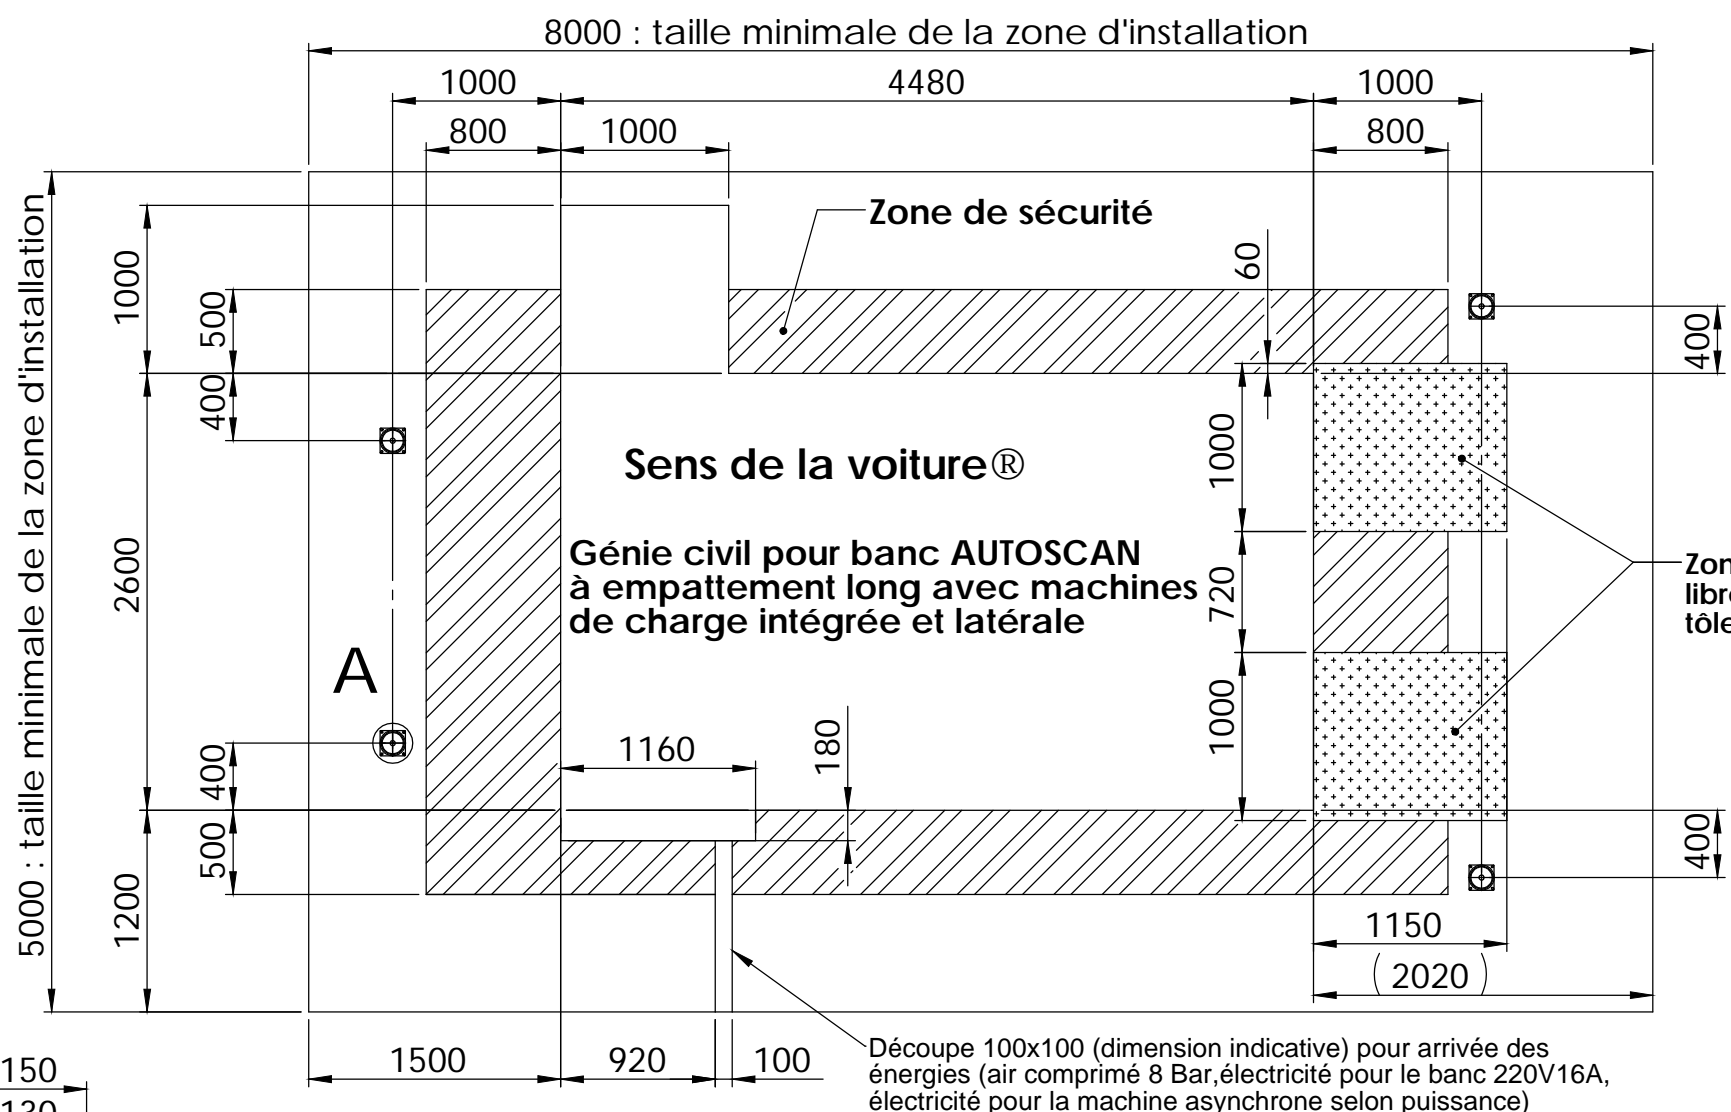 8000 : taille minimale de la zone d'installation
1000
4480
1000
800
1000
800
5000 : taille minimale de la zone d'installation
Zone de sécurité
60
1000
500
400
400
Sens de la voiture®
1000
Génie civil pour banc AUTOSCAN
à empattement long avec machines
de charge intégrée et latérale
2600
720
Zon
libre
tôle
A
1000
1160
180
400
500
400
1200
1150
(2020)
1500
920
100
Découpe 100x100 (dimension indicative) pour arrivée des
énergies (air comprimé 8 Bar,électricité pour le banc 220V16A,
électricité pour la machine asynchrone selon puissance)
150
130